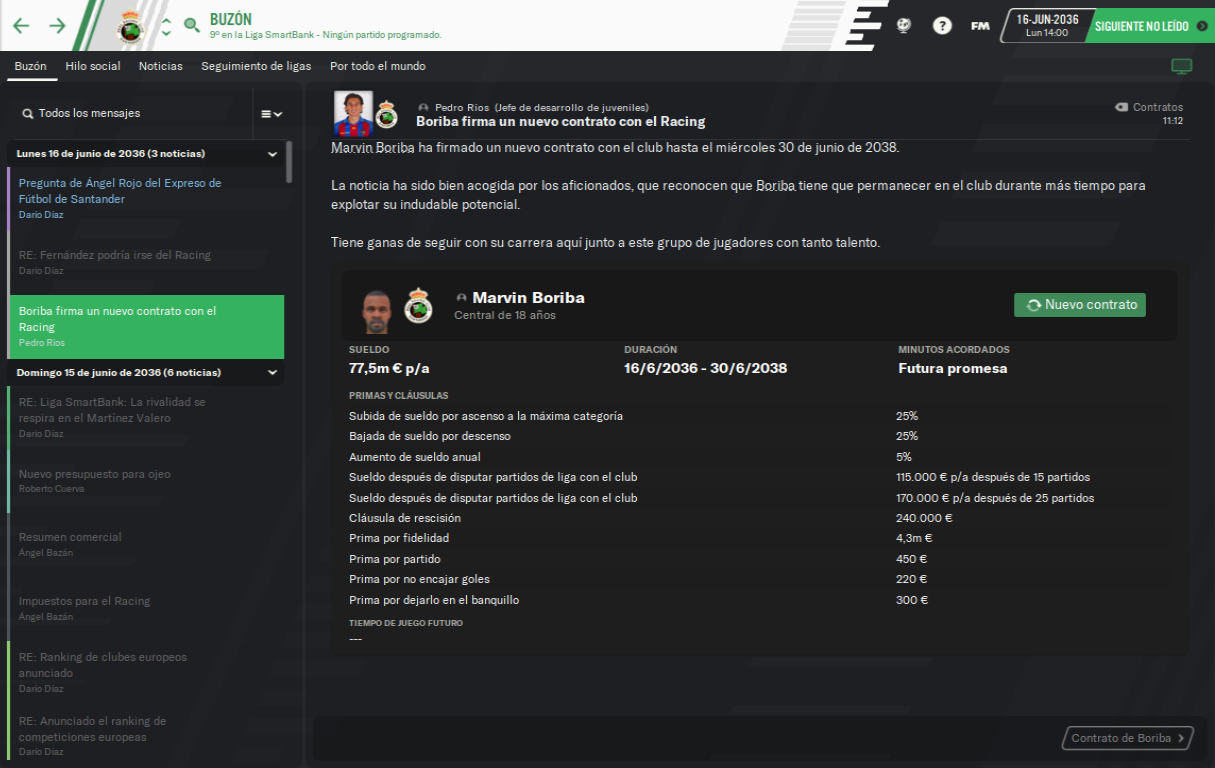 BUZÓN
9º en la Liga SmartBank - Ningún partido programado.
?
FM
16-JUN-2036
Lun 14:00
SIGUIENTE NO LEÍDO
Buzón
Hilo social
Noticias
Seguimiento de ligas
Por todo el mundo
Todos los mensajes
Lunes 16 de junio de 2036 (3 noticias)
Pregunta de Ángel Rojo del Expreso de
Fútbol de Santander
Darío Díaz
RE: Fernández podría irse del Racing
Darío Díaz
Boriba firma un nuevo contrato con el
Racing
Pedro Ríos
Domingo 15 de junio de 2036 (6 noticias)
RE: Liga SmartBank: La rivalidad se
respira en el Martínez Valero
Darío Díaz
Nuevo presupuesto para ojeo
Roberto Cuerva
Resumen comercial
Ángel Bazán
Impuestos para el Racing
Ángel Bazán
RE: Ranking de clubes europeos
anunciado
Darío Díaz
RE: Anunciado el ranking de
competiciones europeas
Darío Díaz
Pedro Ríos (Jefe de desarrollo de juveniles)
Boriba firma un nuevo contrato con el Racing
Contratos
11:12
Marvin Boriba ha firmado un nuevo contrato con el club hasta el miércoles 30 de junio de 2038.
La noticia ha sido bien acogida por los aficionados, que reconocen que Boriba tiene que permanecer en el club durante más tiempo para
explotar su indudable potencial.
Tiene ganas de seguir con su carrera aquí junto a este grupo de jugadores con tanto talento.
Marvin Boriba
Central de 18 años
Nuevo contrato
SUELDO
DURACIÓN
MINUTOS ACORDADOS
77,5m € p/a
16/6/2036 - 30/6/2038
Futura promesa
PRIMAS Y CLÁUSULAS
Subida de sueldo por ascenso a la máxima categoría 25%
Bajada de sueldo por descenso 25%
Aumento de sueldo anual 5%
Sueldo después de disputar partidos de liga con el club 115.000 € p/a después de 15 partidos
Sueldo después de disputar partidos de liga con el club 170.000 € p/a después de 25 partidos
Cláusula de rescisión 240.000 €
Prima por fidelidad 4,3m €
Prima por partido 450 €
Prima por no encajar goles 220 €
Prima por dejarlo en el banquillo 300 €
TIEMPO DE JUEGO FUTURO
---
Contrato de Boriba